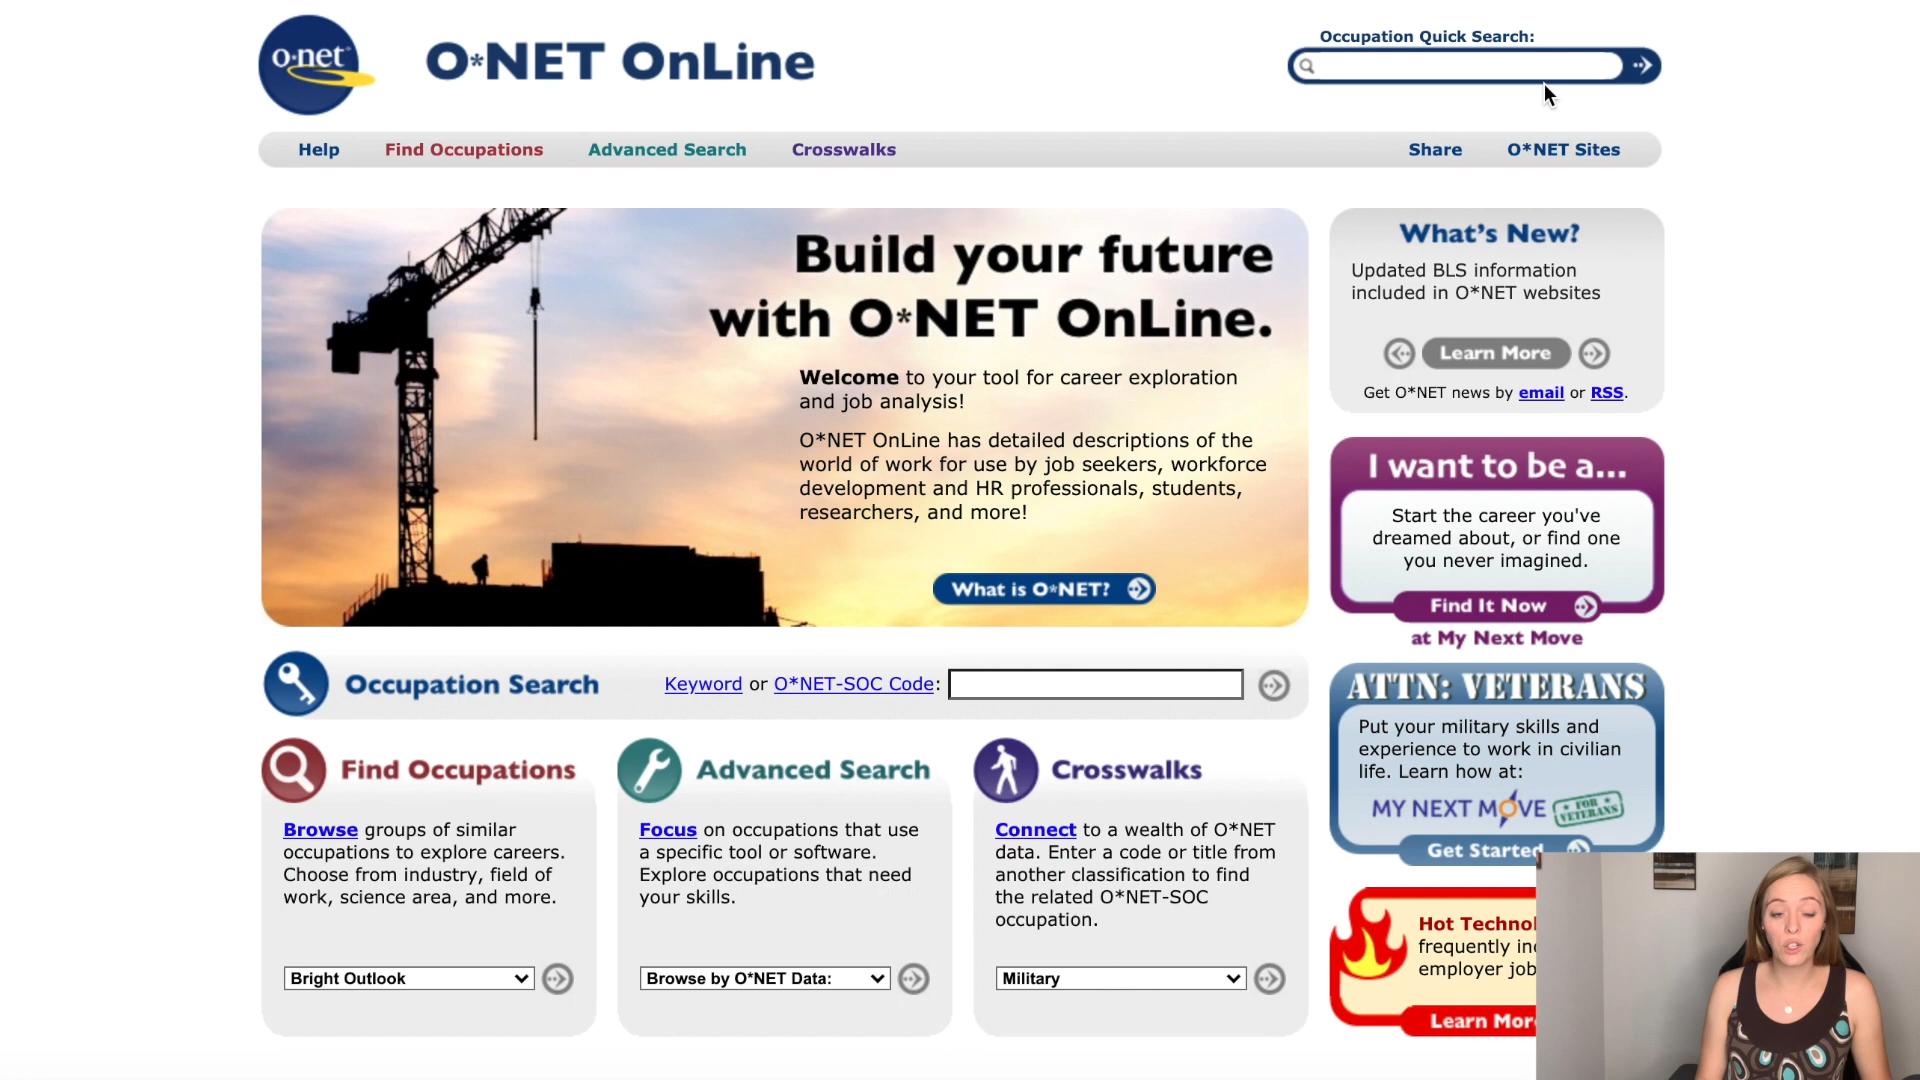 o·net
O*NET OnLine
Occupation Quick Search:
Help
Find Occupations
Advanced Search
Crosswalks
Share
O*NET Sites
Build your future
with O*NET OnLine.
Welcome to your tool for career exploration
and job analysis!
O*NET OnLine has detailed descriptions of the
world of work for use by job seekers, workforce
development and HR professionals, students,
researchers, and more!
What is O*NET?
What's New?
Updated BLS information
included in O*NET websites
Learn More
Get O*NET news by email or RSS.
I want to be a...
Start the career you've
dreamed about, or find one
you never imagined.
Find It Now
at My Next Move
Occupation Search
Keyword or O*NET-SOC Code:
ATTN: VETERANS
Put your military skills and
experience to work in civilian
life. Learn how at:
MY NEXT MOVE
FOR
VETERANS
Get Started
Find Occupations
Browse groups of similar
occupations to explore careers.
Choose from industry, field of
work, science area, and more.
Bright Outlook
Advanced Search
Focus on occupations that use
a specific tool or software.
Explore occupations that need
your skills.
Browse by O*NET Data:
Crosswalks
Connect to a wealth of O*NET
data. Enter a code or title from
another classification to find
the related O*NET-SOC
occupation.
Military
Hot Technol
frequently in
employer job
Learn Mor